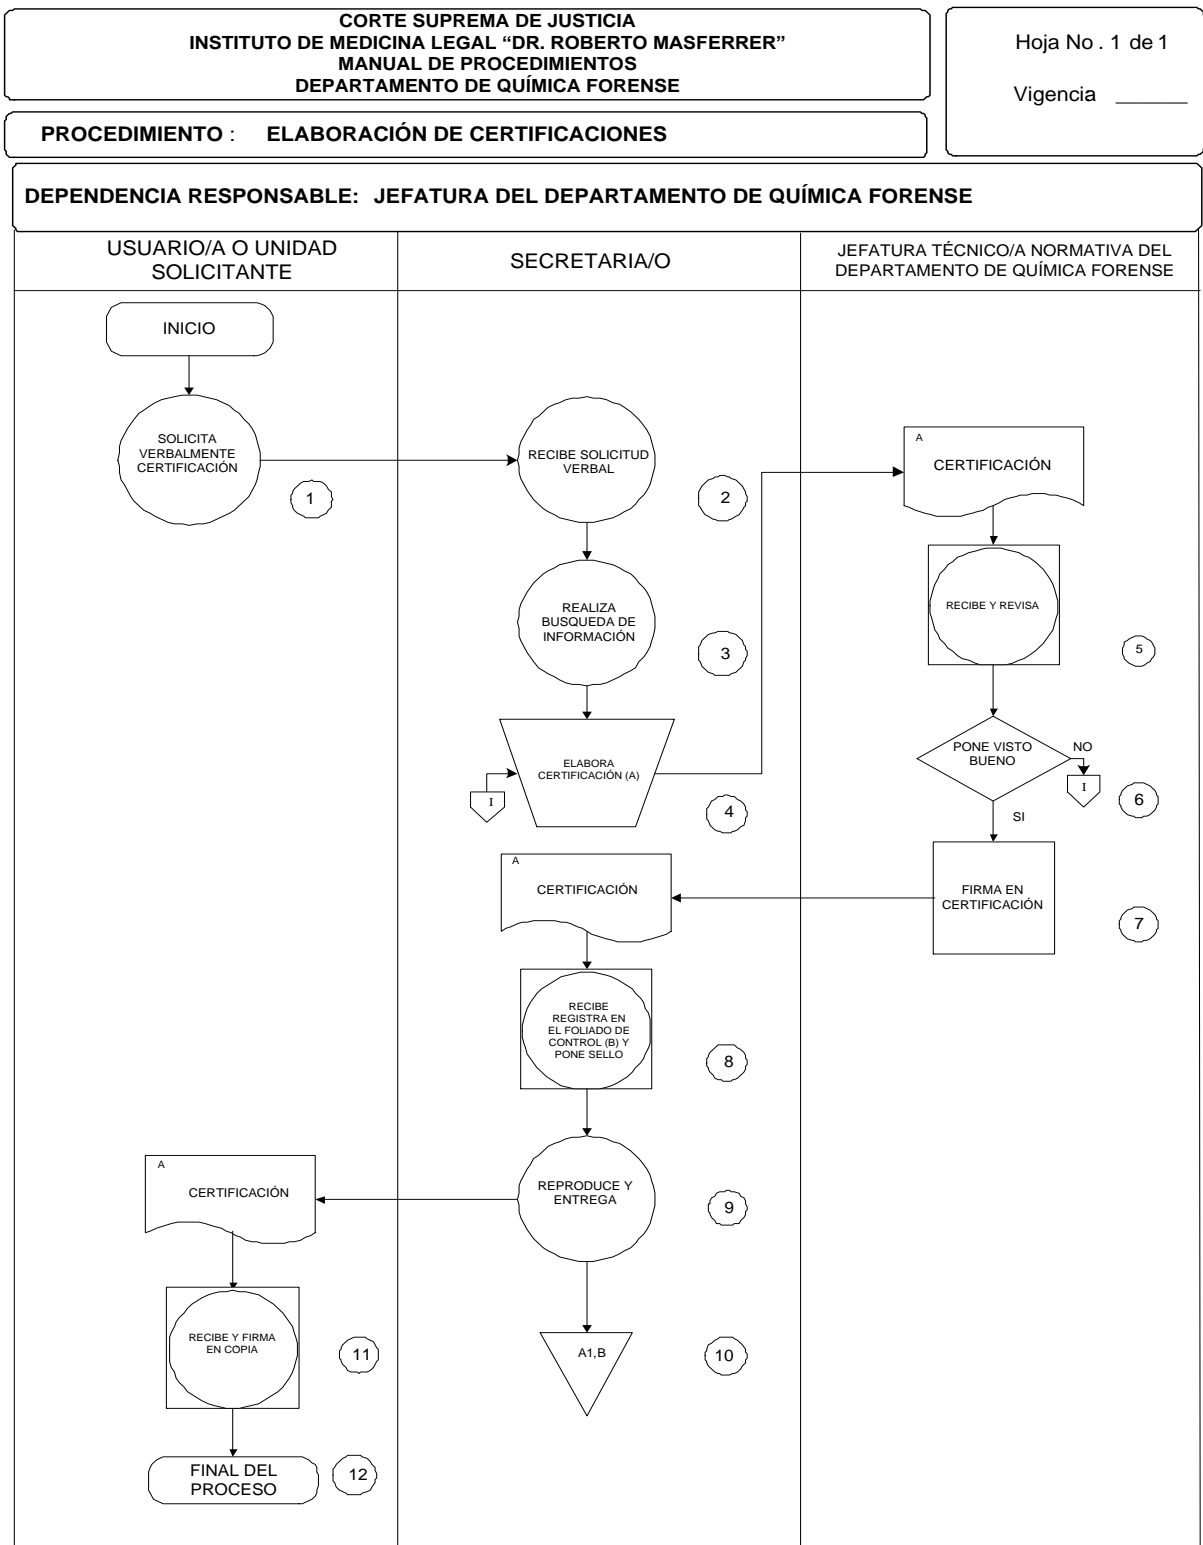 CORTE SUPREMA DE JUSTICIA
INSTITUTO DE MEDICINA LEGAL “DR. ROBERTO MASFERRER”
MANUAL DE PROCEDIMIENTOS
DEPARTAMENTO DE QUÍMICA FORENSE
Hoja No . 1 de 1
Vigencia ______
PROCEDIMIENTO : ELABORACIÓN DE CERTIFICACIONES
DEPENDENCIA RESPONSABLE: JEFATURA DEL DEPARTAMENTO DE QUÍMICA FORENSE
USUARIO/A O UNIDAD
SOLICITANTE
SECRETARIA/O
JEFATURA TÉCNICO/A NORMATIVA DEL
DEPARTAMENTO DE QUÍMICA FORENSE
INICIO
SOLICITA
VERBALMENTE
CERTIFICACIÓN
1
RECIBE SOLICITUD
VERBAL
2
A
CERTIFICACIÓN
REALIZA
BUSQUEDA DE
INFORMACIÓN
3
RECIBE Y REVISA
5
ELABORA
CERTIFICACIÓN (A)
I
4
PONE VISTO
BUENO
NO
I
6
SI
A
CERTIFICACIÓN
FIRMA EN
CERTIFICACIÓN
7
RECIBE
REGISTRA EN
EL FOLIADO DE
CONTROL (B) Y
PONE SELLO
8
A
CERTIFICACIÓN
REPRODUCE Y
ENTREGA
9
RECIBE Y FIRMA
EN COPIA
11
A1,B
10
FINAL DEL
PROCESO
12